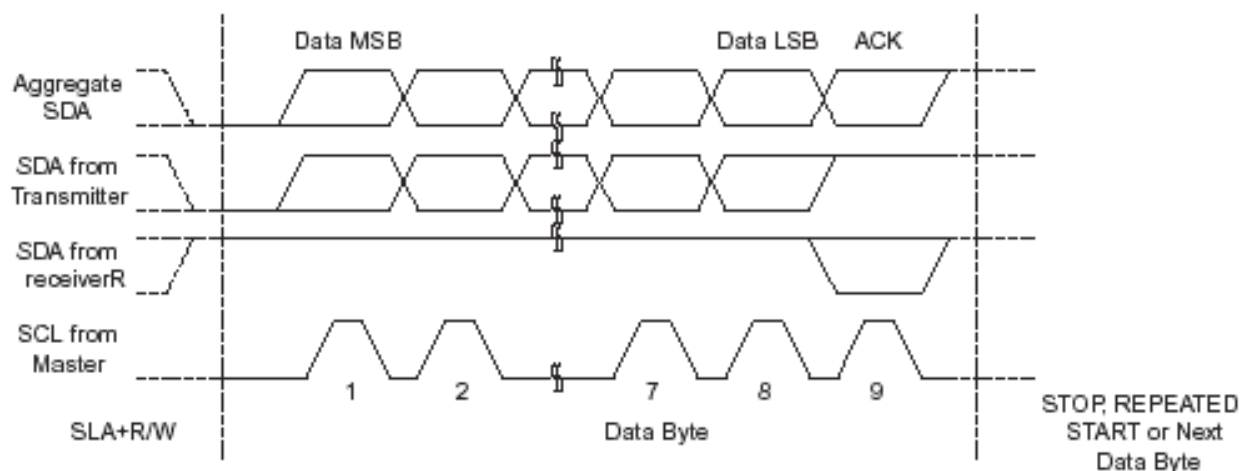 Data MSB
Data LSB
ACK
Aggregate
SDA
SDA from
Transmitter
SDA from
receiverR
SCL from
Master
1
2
7
8
9
SLA+R/W
Data Byte
STOP, REPEATED
START or Next
Data Byte